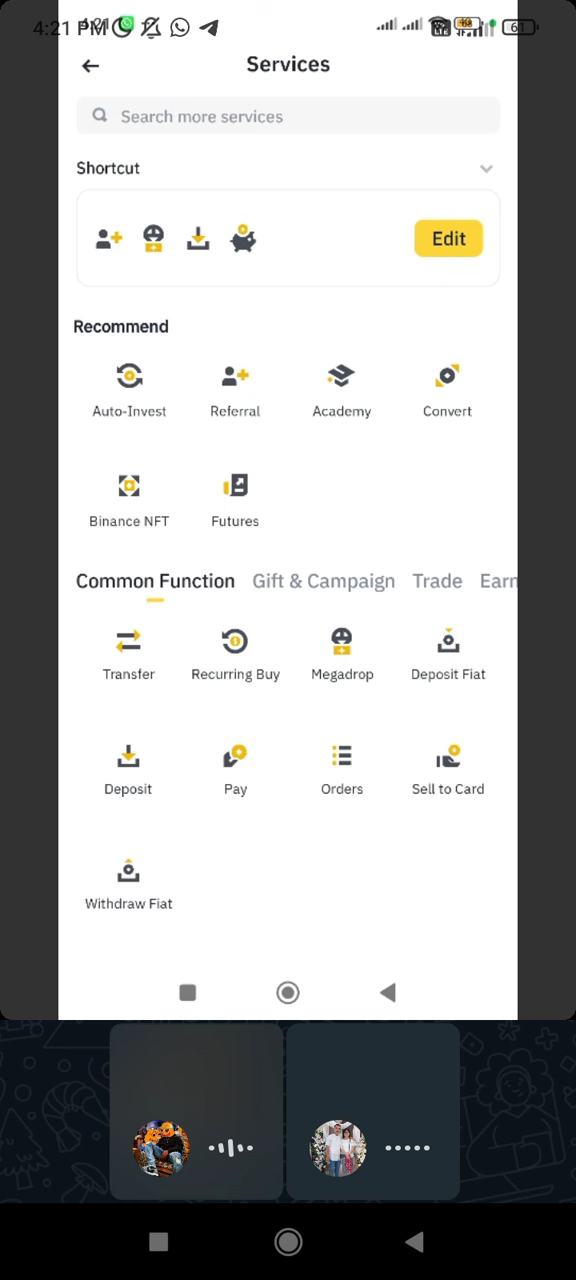 4:21 PM
61
Services
Search more services
Shortcut
Edit
Recommend
Auto-Invest Referral Academy Convert
Binance NFT Futures
Common Function Gift & Campaign Trade Earn
Transfer Recurring Buy Megadrop Deposit Fiat
Deposit Pay Orders Sell to Card
Withdraw Fiat